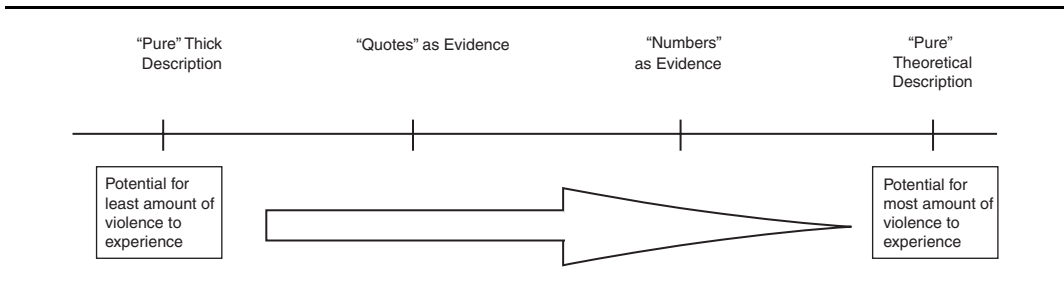 “Pure” Thick
Description
“Quotes” as Evidence
“Numbers”
as Evidence
“Pure”
Theoretical
Description
Potential for
least amount of
violence to
experience
Potential for
most amount of
violence to
experience